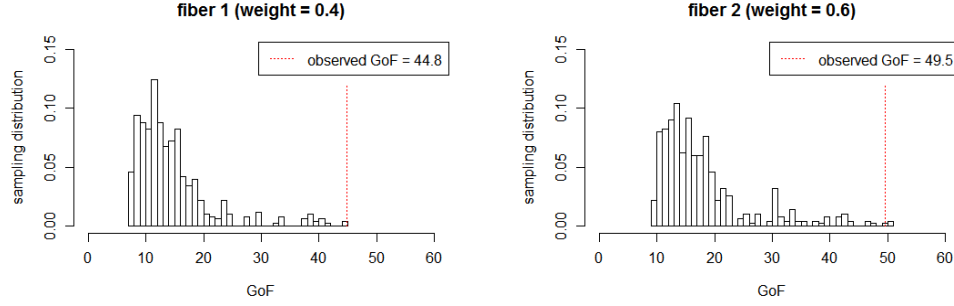 fiber 1 (weight = 0.4)
observed GoF = 44.8
sampling distribution
0.00 0.05 0.10 0.15
0 10 20 30 40 50 60
GoF
fiber 2 (weight = 0.6)
observed GoF = 49.5
sampling distribution
0.00 0.05 0.10 0.15
0 10 20 30 40 50 60
GoF